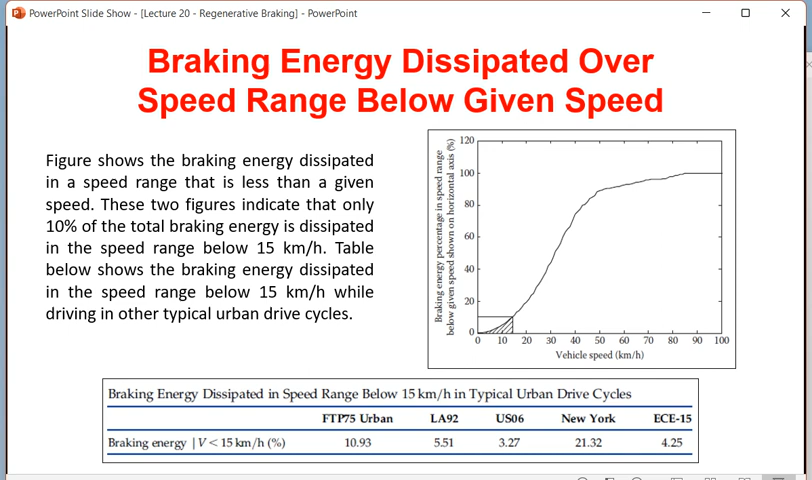 PowerPoint Slide Show - [Lecture 20 - Regenerative Braking] - PowerPoint
Braking Energy Dissipated Over
Speed Range Below Given Speed
Figure shows the braking energy dissipated
in a speed range that is less than a given
speed. These two figures indicate that only
10% of the total braking energy is dissipated
in the speed range below 15 km/h. Table
below shows the braking energy dissipated
in the speed range below 15 km/h while
driving in other typical urban drive cycles.
Braking energy percentage in speed range
below given speed shown on horizontal axis (%)
120
100
80
60
40
20
0
0 10 20 30 40 50 60 70 80 90 100
Vehicle speed (km/h)
Braking Energy Dissipated in Speed Range Below 15 km/h in Typical Urban Drive Cycles
FTP75 Urban LA92 US06 New York ECE-15
Braking energy | V < 15 km/h (%) 10.93 5.51 3.27 21.32 4.25